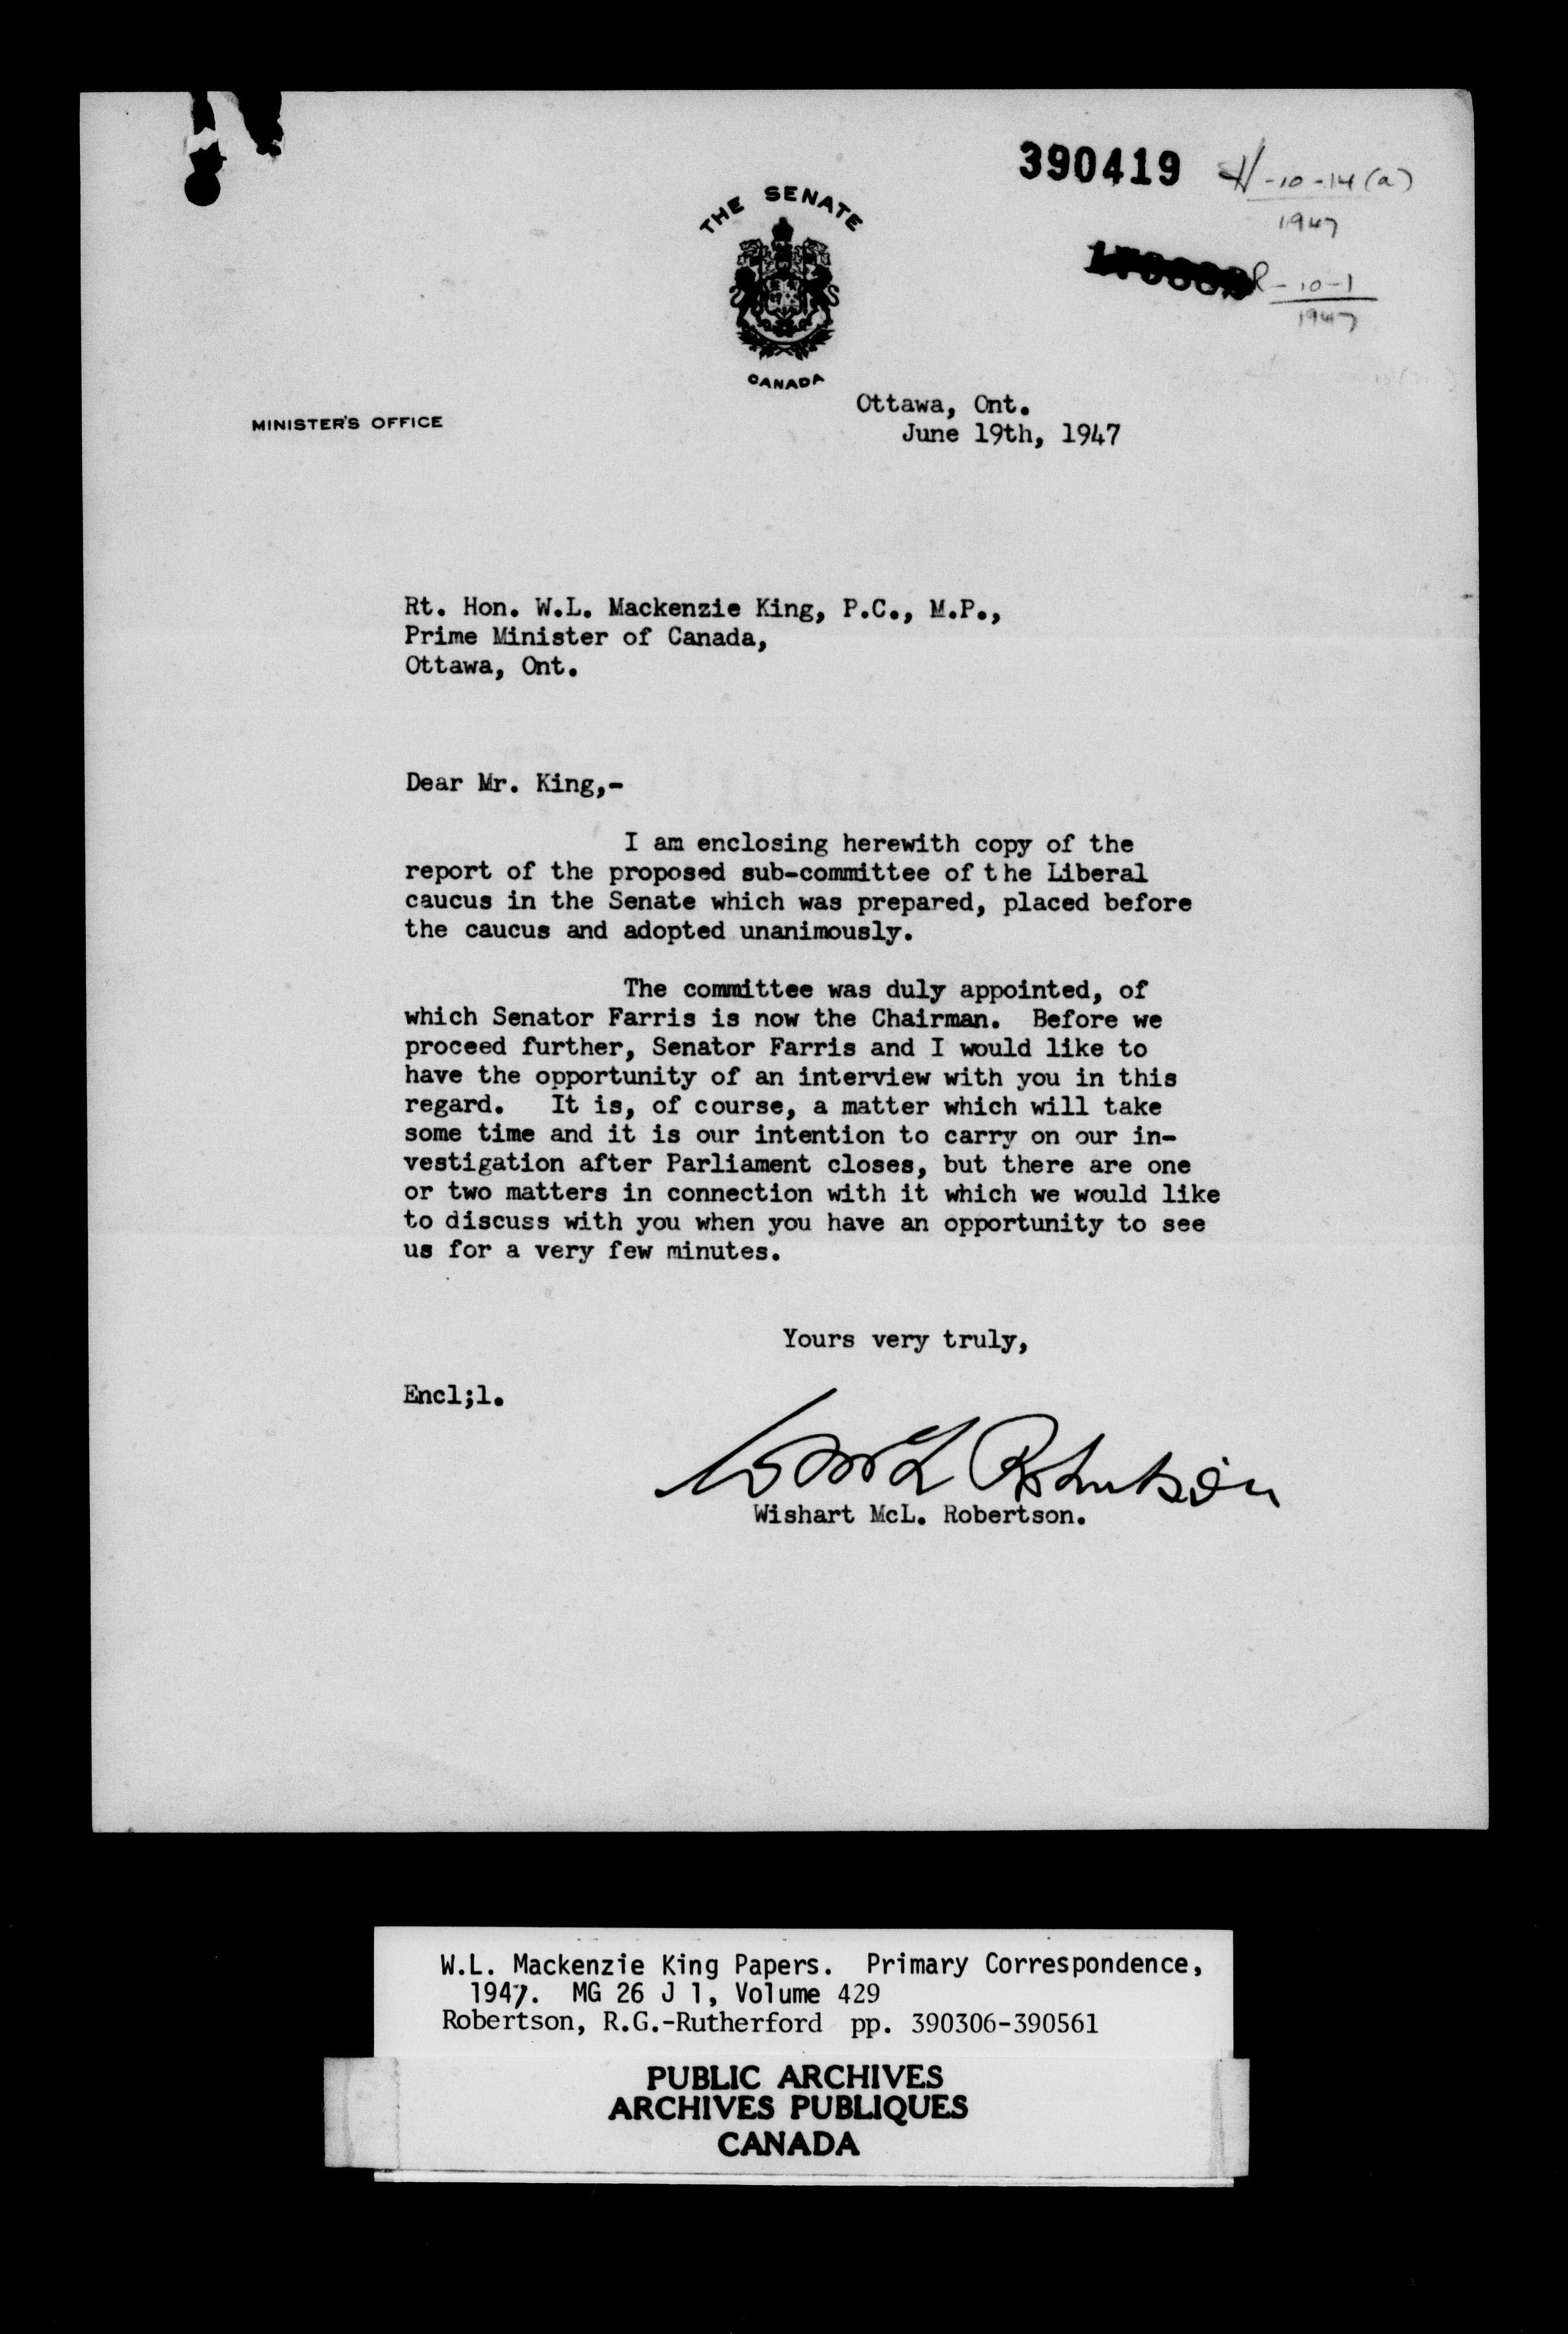 390419
H-10-14(a)
1947
R-10-1
1947
THE SENATE
CANADA
MINISTER'S OFFICE
Ottawa, Ont.
June 19th, 1947
Rt. Hon. W.L. Mackenzie King, P.C., M.P.,
Prime Minister of Canada,
Ottawa, Ont.
Dear Mr. King,-
I am enclosing herewith copy of the
report of the proposed sub-committee of the Liberal
caucus in the Senate which was prepared, placed before
the caucus and adopted unanimously.
The committee was duly appointed, of
which Senator Farris is now the Chairman. Before we
proceed further, Senator Farris and I would like to
have the opportunity of an interview with you in this
regard. It is, of course, a matter which will take
some time and it is our intention to carry on our in-
vestigation after Parliament closes, but there are one
or two matters in connection with it which we would like
to discuss with you when you have an opportunity to see
us for a very few minutes.
Yours very truly,
Encl;1.
W McL Robertson
Wishart McL. Robertson.
W.L. Mackenzie King Papers. Primary Correspondence,
1947. MG 26 J 1, Volume 429
Robertson, R.G.-Rutherford pp. 390306-390561
PUBLIC ARCHIVES
ARCHIVES PUBLIQUES
CANADA